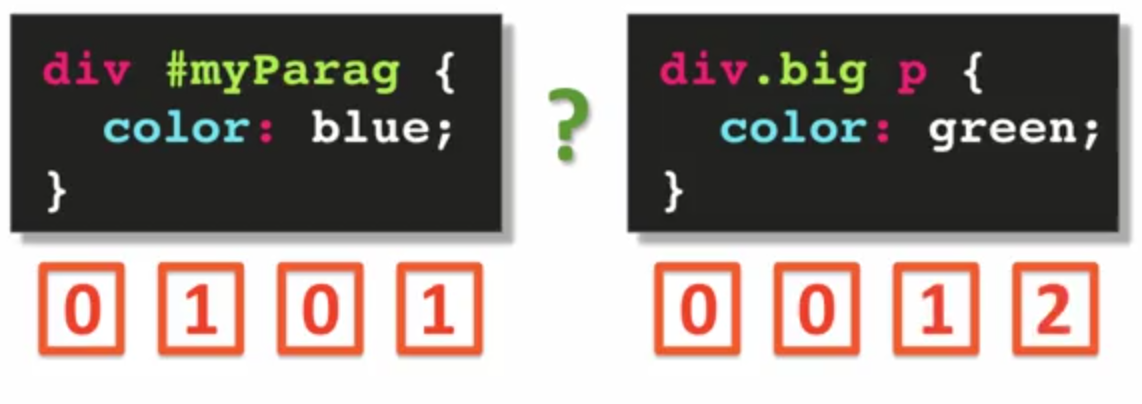 div #myParag {
color: blue;
}
0 1 0 1
?
div.big p {
color: green;
}
0 0 1 2